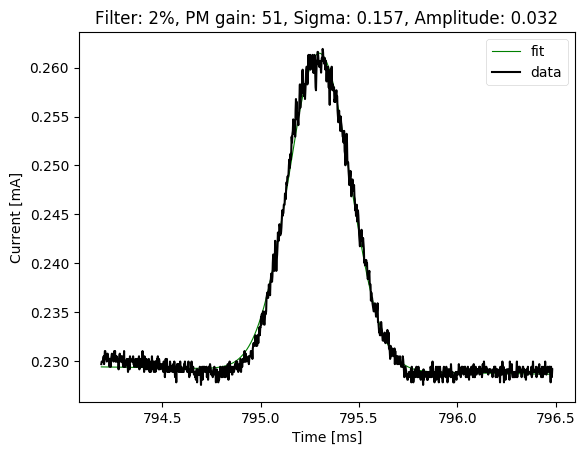 Filter: 2%, PM gain: 51, Sigma: 0.157, Amplitude: 0.032
fit
data
0.260
0.255
0.250
0.245
0.240
0.235
0.230
Current [mA]
794.5 795.0 795.5 796.0 796.5
Time [ms]